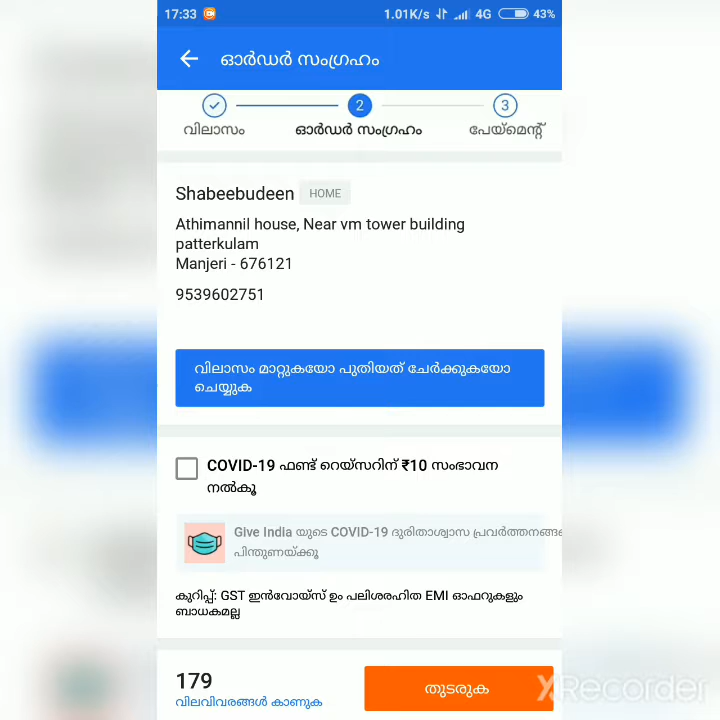 17:33 1.01K/s 4G 43%
ഓർഡർ സംഗ്രഹം
2 3
വിലാസം ഓർഡർ സംഗ്രഹം പേയ്മെന്റ്
Shabeebudeen HOME
Athimannil house, Near vm tower building
patterkulam
Manjeri - 676121
9539602751
വിലാസം മാറ്റുകയോ പുതിയത് ചേർക്കുകയോ
ചെയ്യുക
COVID-19 ഫണ്ട് റെയ്സറിന് ₹10 സംഭാവന
നൽകൂ
Give India യുടെ COVID-19 ദുരിതാശ്വാസ
പിന്തുണയ്ക്കൂ
കുറിപ്പ്: GST ഇൻവോയ്സ് ഉം പലിശരഹിത EMI ഓഫറുകളും
ബാധകമല്ല
179 തുടരുക XRecorder
വിലവിവരങ്ങൾ കാണുക